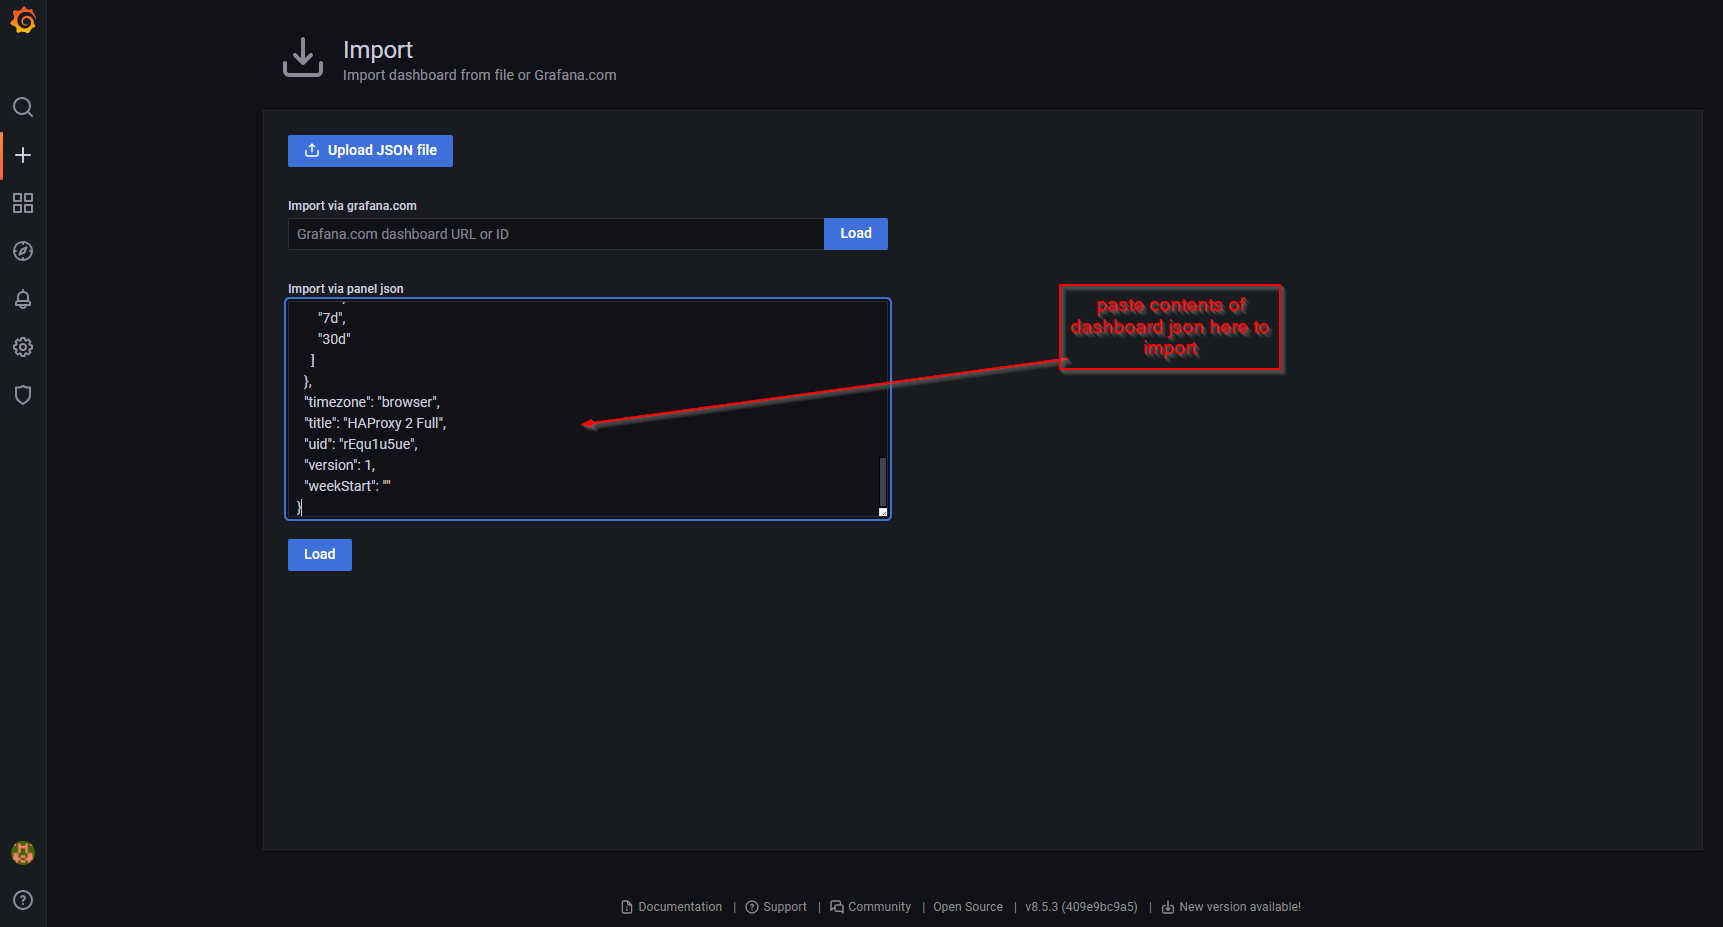 Import
Import dashboard from file or Grafana.com
Upload JSON file
Import via grafana.com
Grafana.com dashboard URL or ID
Load
Import via panel json
"7d",
"30d"
]
},
"timezone": "browser",
"title": "HAProxy 2 Full",
"uid": "rEqu1u5ue",
"version": 1,
"weekStart": ""
}
Load
paste contents of
dashboard json here to
import
Documentation | Support | Community | Open Source | v8.5.3 (409e9bc9a5) | New version available!